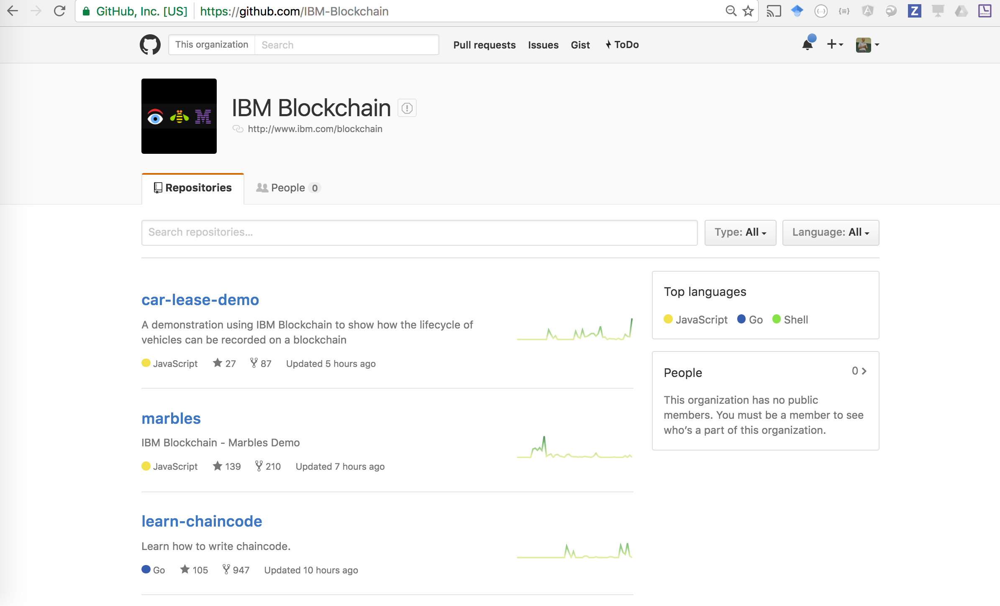 GitHub, Inc. [US] https://github.com/IBM-Blockchain
This organization Search Pull requests Issues Gist ToDo
IBM Blockchain
http://www.ibm.com/blockchain
Repositories People 0
Search repositories... Type: All Language: All
car-lease-demo
A demonstration using IBM Blockchain to show how the lifecycle of
vehicles can be recorded on a blockchain
JavaScript 27 87 Updated 5 hours ago
marbles
IBM Blockchain - Marbles Demo
JavaScript 139 210 Updated 7 hours ago
learn-chaincode
Learn how to write chaincode.
Go 105 947 Updated 10 hours ago
Top languages
JavaScript Go Shell
People 0
This organization has no public
members. You must be a member to see
who’s a part of this organization.